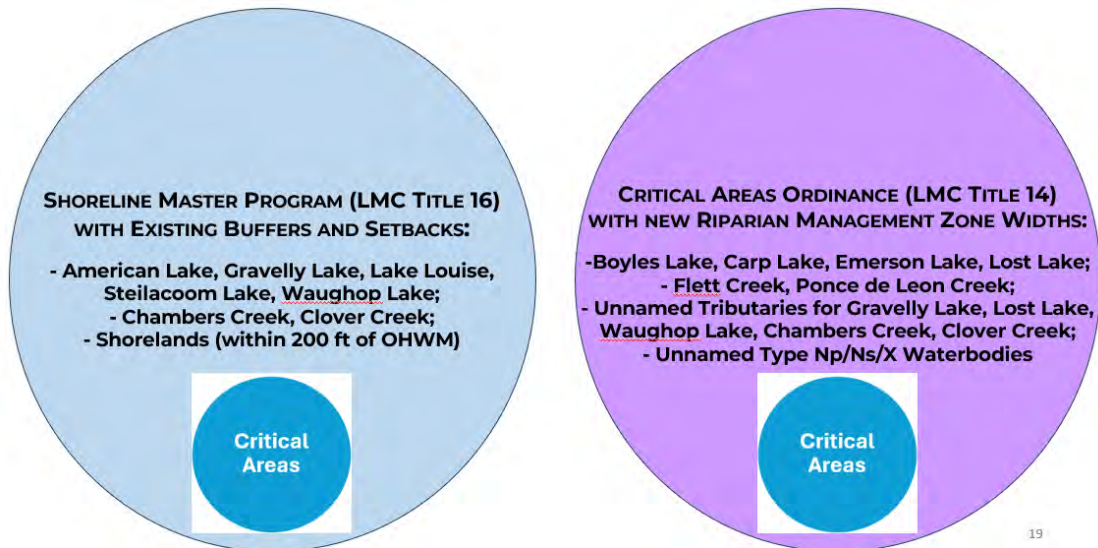 SHORELINE MASTER PROGRAM (LMC TITLE 16)
WITH EXISTING BUFFERS AND SETBACKS:
- American Lake, Gravelly Lake, Lake Louise,
Steilacoom Lake, Waughop Lake;
- Chambers Creek, Clover Creek;
- Shorelands (within 200 ft of OHWM)
Critical
Areas
CRITICAL AREAS ORDINANCE (LMC TITLE 14)
WITH NEW RIPARIAN MANAGEMENT ZONE WIDTHS:
-Boyles Lake, Carp Lake, Emerson Lake, Lost Lake;
- Flett Creek, Ponce de Leon Creek;
- Unnamed Tributaries for Gravelly Lake, Lost Lake,
Waughop Lake, Chambers Creek, Clover Creek;
- Unnamed Type Np/Ns/X Waterbodies
Critical
Areas
19